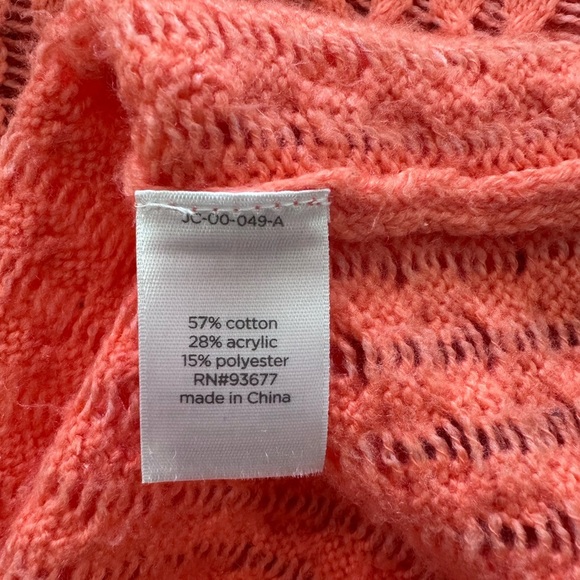 JC-00-049-A
57% cotton
28% acrylic
15% polyester
RN#93677
made in China